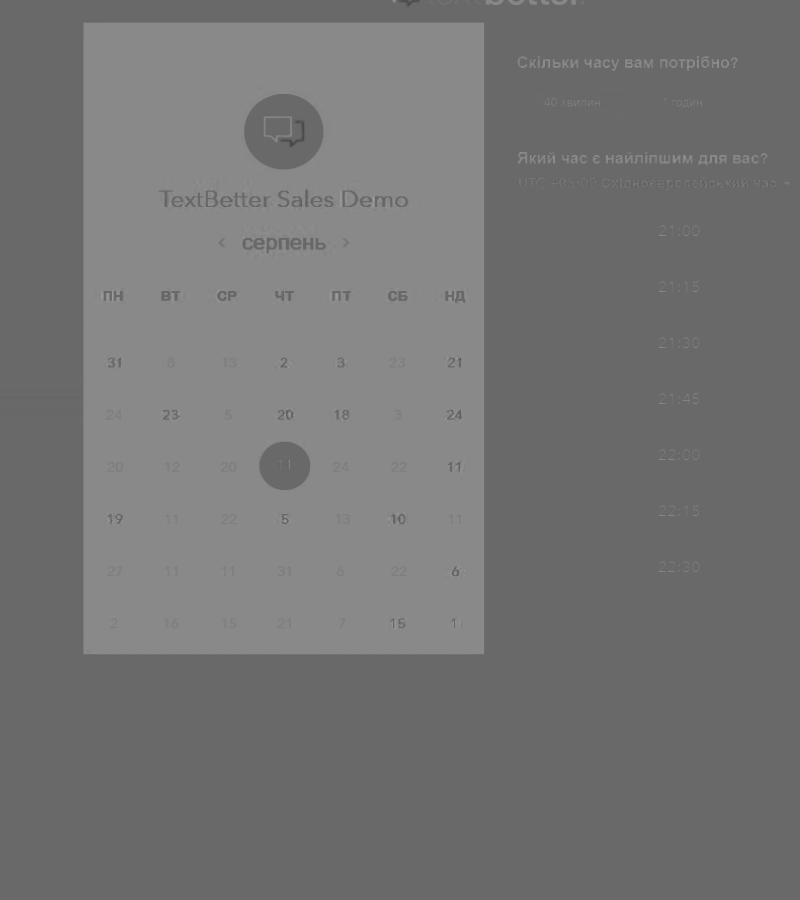 better
TextBetter Sales Demo
‹ серпень ›
ПН ВТ СР ЧТ ПТ СБ НД
31 6 13 2 3 23 21
24 23 5 20 18 3 24
20 12 20 11 24 22 11
19 11 22 5 13 10 11
27 11 11 31 6 22 6
2 16 15 21 7 15 1
Скільки часу вам потрібно?
40 хвилин 1 годин
Який час є найліпшим для вас?
UTC +03:00 Східноєвропейський час
21:00
21:15
21:30
21:45
22:00
22:15
22:30